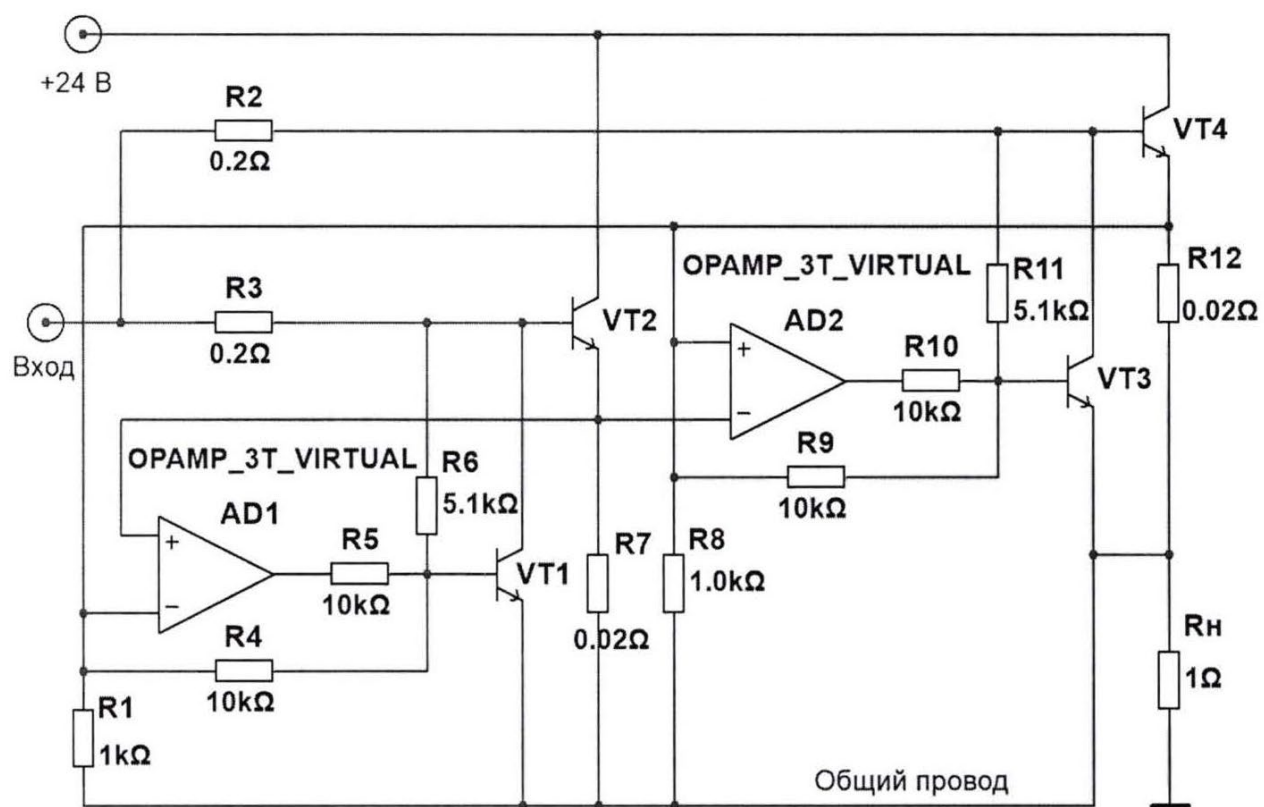 +24 В
R2
0.2Ω
VT4
R3
0.2Ω
Вход
VT2
OPAMP_3T_VIRTUAL
AD2
+
−
R10
10kΩ
R11
5.1kΩ
R12
0.02Ω
VT3
R9
10kΩ
OPAMP_3T_VIRTUAL
AD1
+
−
R6
5.1kΩ
R5
10kΩ
VT1
R7
0.02Ω
R8
1.0kΩ
R4
10kΩ
R1
1kΩ
Rн
1Ω
Общий провод